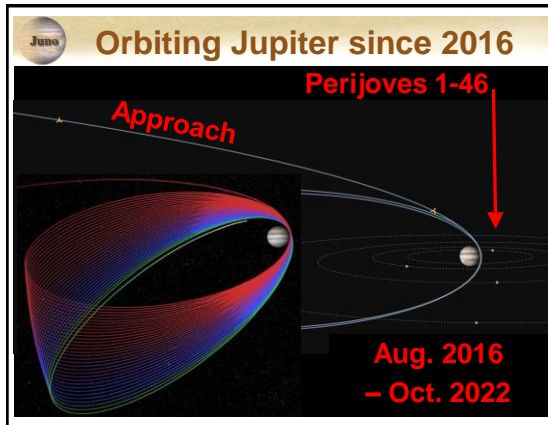 Juno
Orbiting Jupiter since 2016
Perijoves 1-46
Approach
Aug. 2016
– Oct. 2022